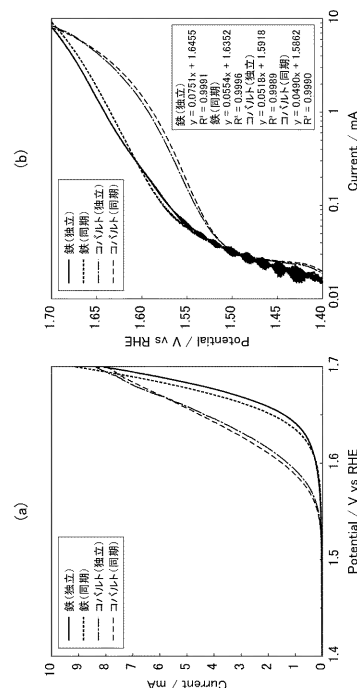 (a)
10
9
8
7
6
5
4
3
2
1
0
Current / mA
鉄(独立)
鉄(同期)
コバルト(独立)
コバルト(同期)
1.4
1.5
1.6
1.7
Potential / V vs RHE
(b)
1.70
1.65
1.60
1.55
1.50
1.45
1.40
Potential / V vs RHE
鉄(独立)
鉄(同期)
コバルト(独立)
コバルト(同期)
鉄(独立)
y = 0.0751x + 1.6455
R² = 0.9991
鉄(同期)
y = 0.0554x + 1.6352
R² = 0.9996
コバルト(独立)
y = 0.0518x + 1.5918
R² = 0.9989
コバルト(同期)
y = 0.0490x + 1.5862
R² = 0.9990
0.01
0.1
1
10
Current / mA